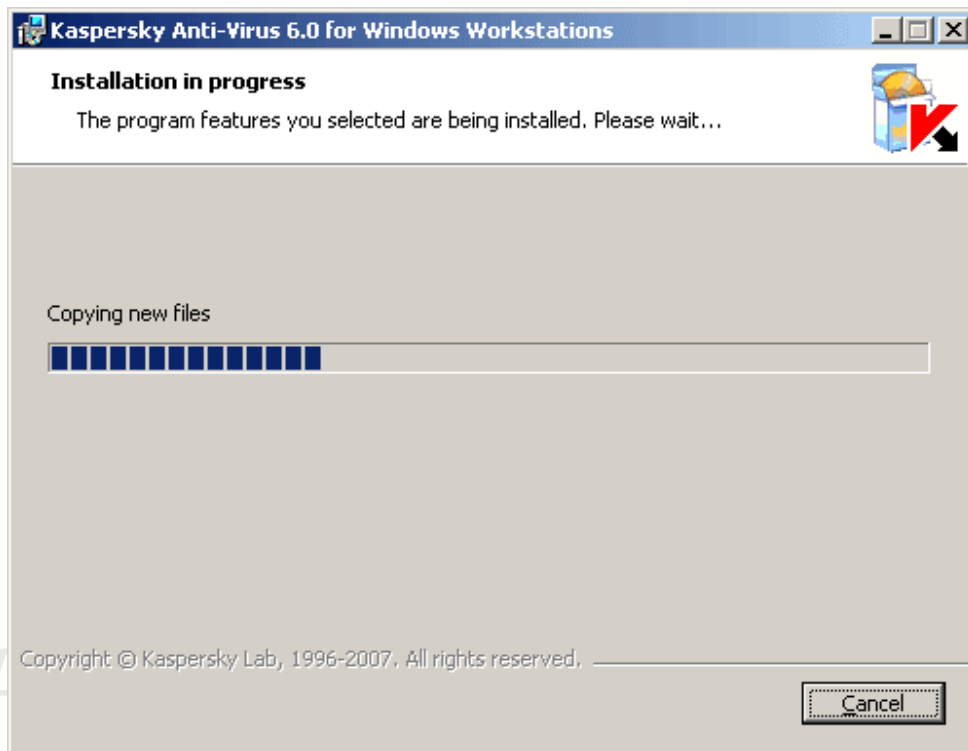 Kaspersky Anti-Virus 6.0 for Windows Workstations
Installation in progress
The program features you selected are being installed. Please wait...
Copying new files
Copyright © Kaspersky Lab, 1996-2007. All rights reserved.
Cancel